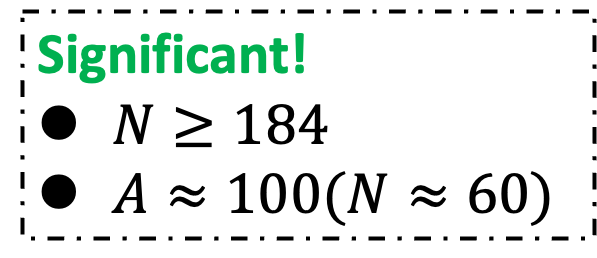 Significant!
● N ≥ 184
● A ≈ 100(N ≈ 60)